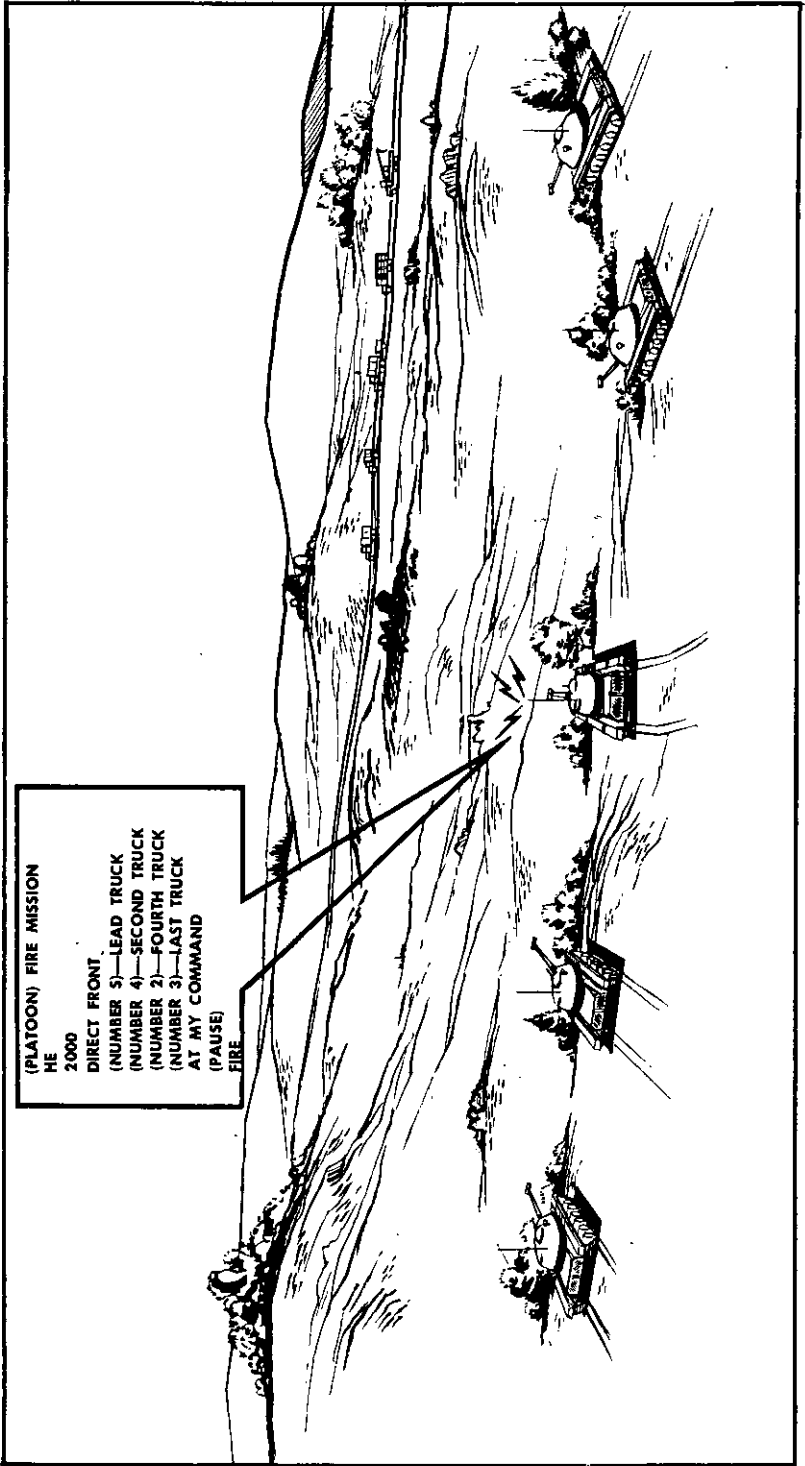 (PLATOON) FIRE MISSION
HE
2000
DIRECT FRONT
(NUMBER 5)—LEAD TRUCK
(NUMBER 4)—SECOND TRUCK
(NUMBER 2)—FOURTH TRUCK
(NUMBER 3)—LAST TRUCK
AT MY COMMAND
(PAUSE)
FIRE